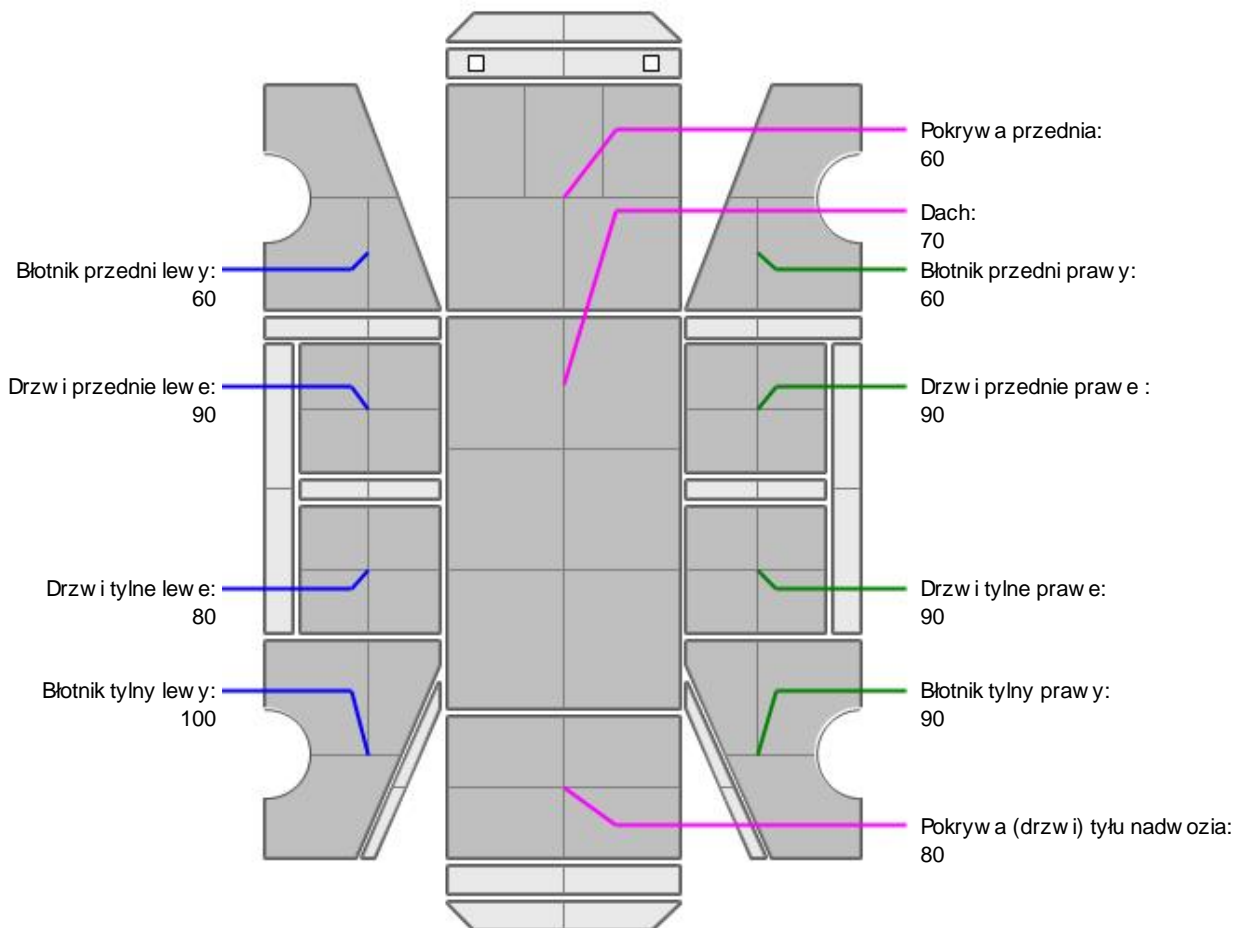 Pokrywa przednia:
60
Dach:
70
Błotnik przedni lewy:
60
Błotnik przedni prawy:
60
Drzwi przednie lewe:
90
Drzwi przednie prawe :
90
Drzwi tylne lewe:
80
Drzwi tylne prawe:
90
Błotnik tylny lewy:
100
Błotnik tylny prawy:
90
Pokrywa (drzwi) tyłu nadwozia:
80